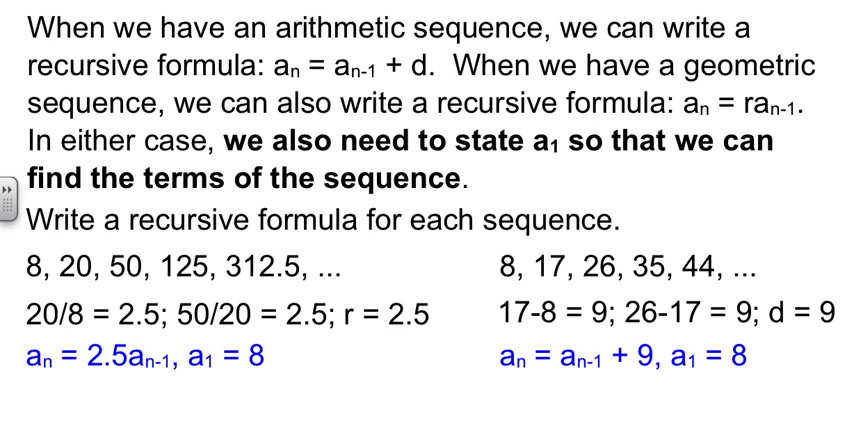 When we have an arithmetic sequence, we can write a
recursive formula: aₙ = aₙ₋₁ + d.  When we have a geometric
sequence, we can also write a recursive formula: aₙ = raₙ₋₁.
In either case, we also need to state a₁ so that we can
find the terms of the sequence.
Write a recursive formula for each sequence.
8, 20, 50, 125, 312.5, ...
20/8 = 2.5; 50/20 = 2.5; r = 2.5
aₙ = 2.5aₙ₋₁, a₁ = 8
8, 17, 26, 35, 44, ...
17-8 = 9; 26-17 = 9; d = 9
aₙ = aₙ₋₁ + 9, a₁ = 8